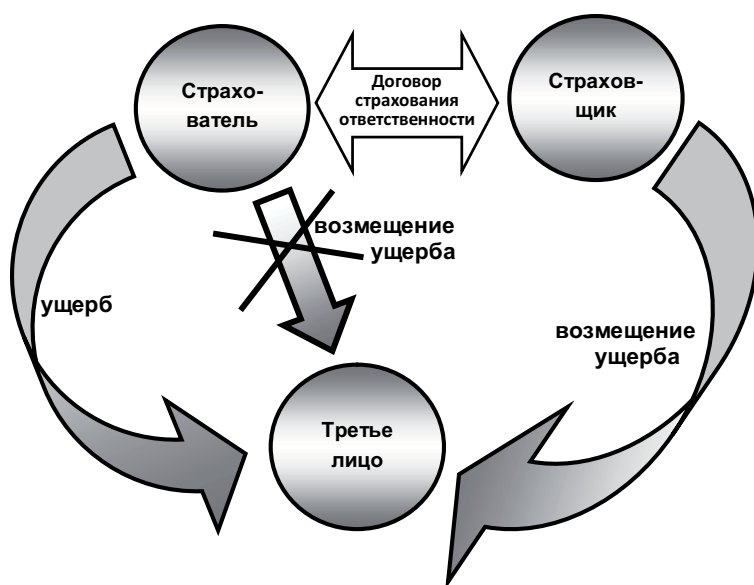 Страхо-
ватель
Договор
страхования
ответственности
Страхов-
щик
возмещение
ущерба
ущерб
возмещение
ущерба
Третье
лицо